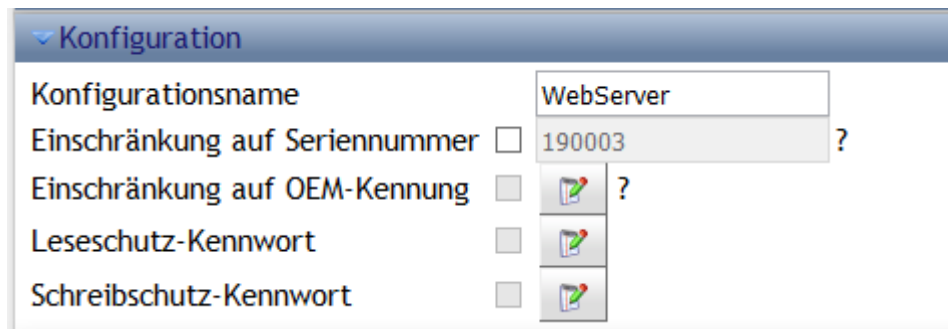 Konfiguration
Konfigurationsname WebServer
Einschränkung auf Seriennummer 190003 ?
Einschränkung auf OEM-Kennung ?
Leseschutz-Kennwort
Schreibschutz-Kennwort